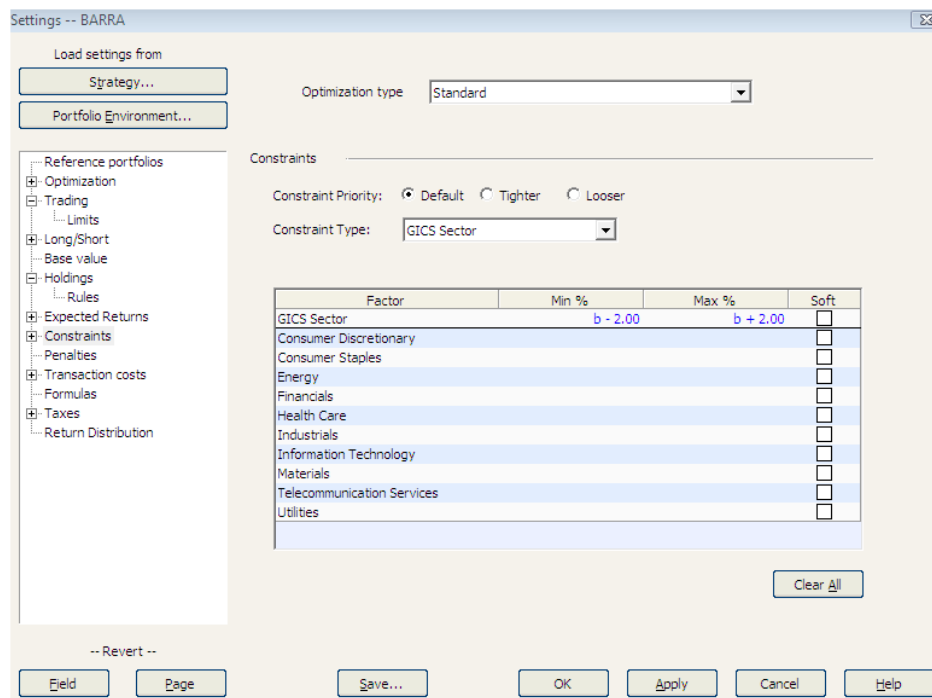 Settings -- BARRA
Load settings from
Strategy...
Portfolio Environment...
Optimization type Standard
Reference portfolios
Optimization
Trading
Limits
Long/Short
Base value
Holdings
Rules
Expected Returns
Constraints
Penalties
Transaction costs
Formulas
Taxes
Return Distribution
Constraints
Constraint Priority: Default Tighter Looser
Constraint Type: GICS Sector
Factor Min % Max % Soft
GICS Sector b - 2.00 b + 2.00
Consumer Discretionary
Consumer Staples
Energy
Financials
Health Care
Industrials
Information Technology
Materials
Telecommunication Services
Utilities
Clear All
-- Revert --
Field Page Save... OK Apply Cancel Help